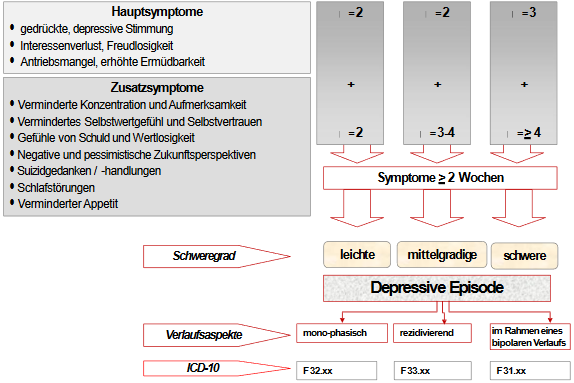 Hauptsymptome
• gedrückte, depressive Stimmung
• Interessenverlust, Freudlosigkeit
• Antriebsmangel, erhöhte Ermüdbarkeit
Zusatzsymptome
• Verminderte Konzentration und Aufmerksamkeit
• Vermindertes Selbstwertgefühl und Selbstvertrauen
• Gefühle von Schuld und Wertlosigkeit
• Negative und pessimistische Zukunftsperspektiven
• Suizidgedanken / -handlungen
• Schlafstörungen
• Verminderter Appetit
| =2 | =2 | =3
+ + +
| =2 | =3-4 | =≥ 4
Symptome ≥ 2 Wochen
Schweregrad leichte mittelgradige schwere
Depressive Episode
Verlaufsaspekte mono-phasisch rezidivierend im Rahmen eines
bipolaren Verlaufs
ICD-10 F32.xx F33.xx F31.xx